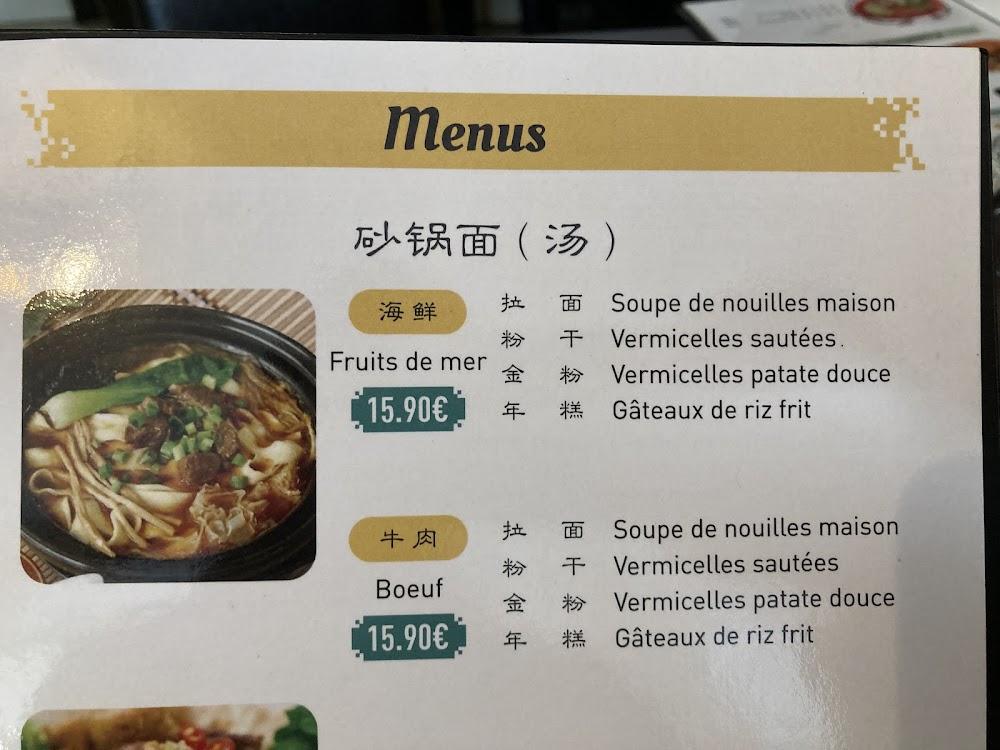 Menus
砂锅面（汤）
海鲜
Fruits de mer
15.90€
拉面 Soupe de nouilles maison
粉干 Vermicelles sautées.
金粉 Vermicelles patate douce
年糕 Gâteaux de riz frit
牛肉
Boeuf
15.90€
拉面 Soupe de nouilles maison
粉干 Vermicelles sautées
金粉 Vermicelles patate douce
年糕 Gâteaux de riz frit